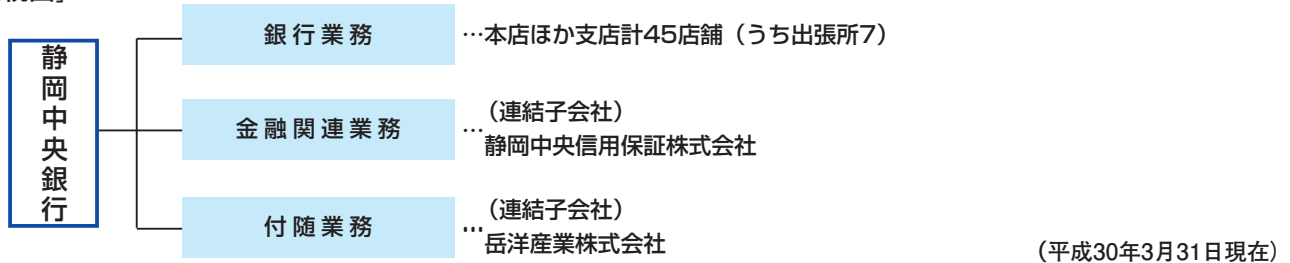 静岡中央銀行
銀行業務
…本店ほか支店計45店舗（うち出張所7）
金融関連業務
（連結子会社）
…静岡中央信用保証株式会社
付随業務
（連結子会社）
…岳洋産業株式会社
（平成30年3月31日現在）